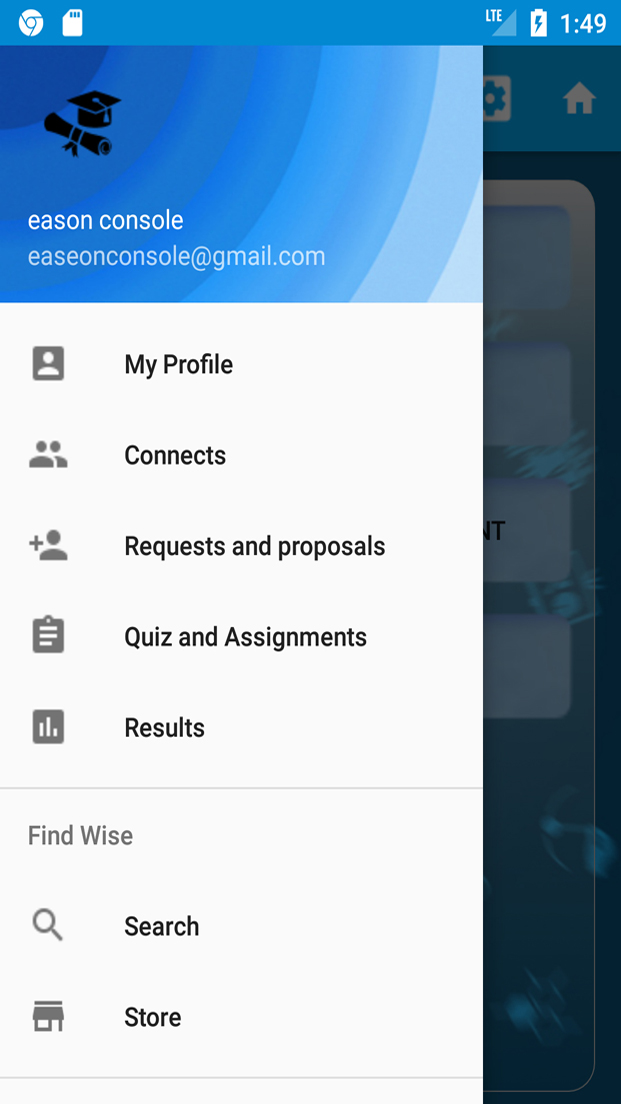 LTE 1:49
eason console
easeonconsole@gmail.com
My Profile
Connects
NT
Requests and proposals
Quiz and Assignments
Results
Find Wise
Search
Store